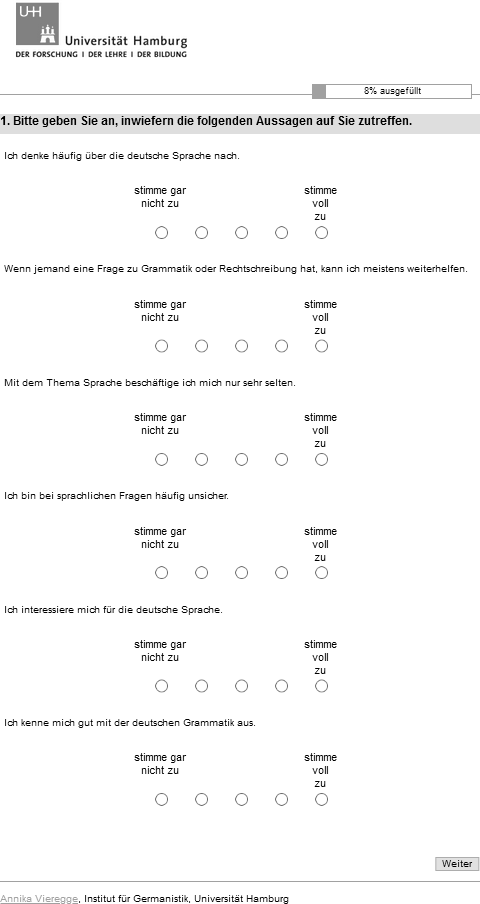 UH
Universität Hamburg
DER FORSCHUNG I DER LEHRE I DER BILDUNG
8% ausgefüllt
1. Bitte geben Sie an, inwiefern die folgenden Aussagen auf Sie zutreffen.
Ich denke häufig über die deutsche Sprache nach.
stimme gar stimme
nicht zu voll
zu
Wenn jemand eine Frage zu Grammatik oder Rechtschreibung hat, kann ich meistens weiterhelfen.
stimme gar stimme
nicht zu voll
zu
Mit dem Thema Sprache beschäftige ich mich nur sehr selten.
stimme gar stimme
nicht zu voll
zu
Ich bin bei sprachlichen Fragen häufig unsicher.
stimme gar stimme
nicht zu voll
zu
Ich interessiere mich für die deutsche Sprache.
stimme gar stimme
nicht zu voll
zu
Ich kenne mich gut mit der deutschen Grammatik aus.
stimme gar stimme
nicht zu voll
zu
Weiter
Annika Vieregge, Institut für Germanistik, Universität Hamburg